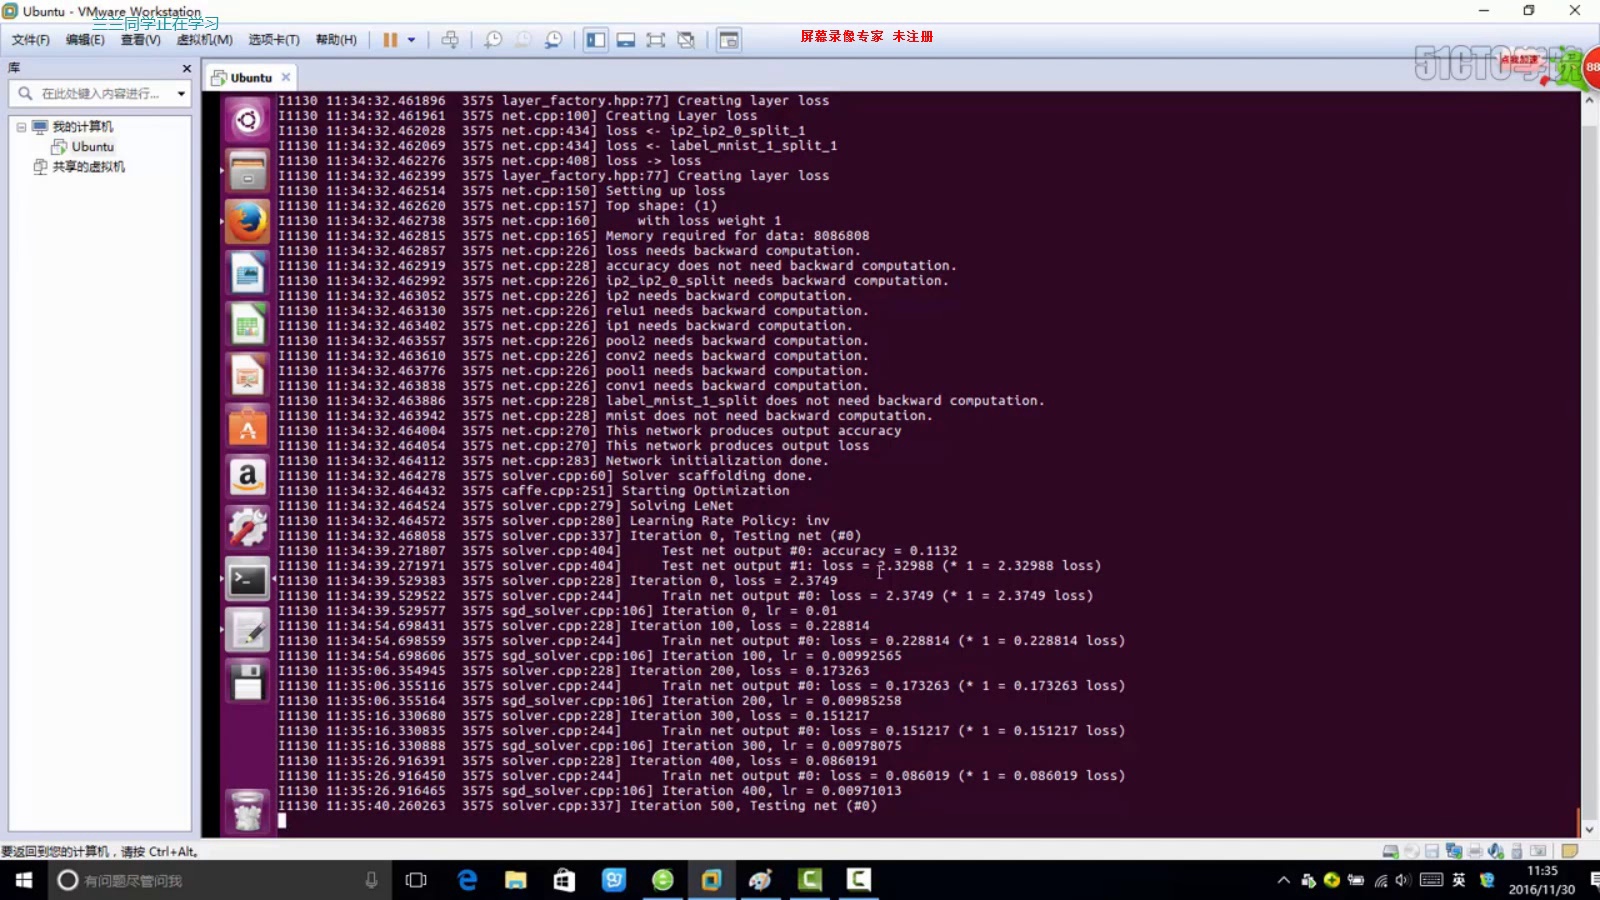 Ubuntu - VMware Workstation
兰兰同学正在学习
文件(F) 编辑(E) 查看(V) 虚拟机(M) 选项卡(T) 帮助(H)
屏幕录像专家 未注册
51CTO学院
点我加速
88
库
Ubuntu
在此处键入内容进行...
我的计算机
Ubuntu
共享的虚拟机
I1130 11:34:32.461896 3575 layer_factory.hpp:77] Creating layer loss
I1130 11:34:32.461961 3575 net.cpp:100] Creating Layer loss
I1130 11:34:32.462028 3575 net.cpp:434] loss <- ip2_ip2_0_split_1
I1130 11:34:32.462069 3575 net.cpp:434] loss <- label_mnist_1_split_1
I1130 11:34:32.462276 3575 net.cpp:408] loss -> loss
I1130 11:34:32.462399 3575 layer_factory.hpp:77] Creating layer loss
I1130 11:34:32.462514 3575 net.cpp:150] Setting up loss
I1130 11:34:32.462620 3575 net.cpp:157] Top shape: (1)
I1130 11:34:32.462738 3575 net.cpp:160]     with loss weight 1
I1130 11:34:32.462815 3575 net.cpp:165] Memory required for data: 8086808
I1130 11:34:32.462857 3575 net.cpp:226] loss needs backward computation.
I1130 11:34:32.462919 3575 net.cpp:228] accuracy does not need backward computation.
I1130 11:34:32.462992 3575 net.cpp:226] ip2_ip2_0_split needs backward computation.
I1130 11:34:32.463052 3575 net.cpp:226] ip2 needs backward computation.
I1130 11:34:32.463130 3575 net.cpp:226] relu1 needs backward computation.
I1130 11:34:32.463402 3575 net.cpp:226] ip1 needs backward computation.
I1130 11:34:32.463557 3575 net.cpp:226] pool2 needs backward computation.
I1130 11:34:32.463610 3575 net.cpp:226] conv2 needs backward computation.
I1130 11:34:32.463776 3575 net.cpp:226] pool1 needs backward computation.
I1130 11:34:32.463838 3575 net.cpp:226] conv1 needs backward computation.
I1130 11:34:32.463886 3575 net.cpp:228] label_mnist_1_split does not need backward computation.
I1130 11:34:32.463942 3575 net.cpp:228] mnist does not need backward computation.
I1130 11:34:32.464004 3575 net.cpp:270] This network produces output accuracy
I1130 11:34:32.464054 3575 net.cpp:270] This network produces output loss
I1130 11:34:32.464112 3575 net.cpp:283] Network initialization done.
I1130 11:34:32.464278 3575 solver.cpp:60] Solver scaffolding done.
I1130 11:34:32.464432 3575 caffe.cpp:251] Starting Optimization
I1130 11:34:32.464524 3575 solver.cpp:279] Solving LeNet
I1130 11:34:32.464572 3575 solver.cpp:280] Learning Rate Policy: inv
I1130 11:34:32.468058 3575 solver.cpp:337] Iteration 0, Testing net (#0)
I1130 11:34:39.271807 3575 solver.cpp:404]     Test net output #0: accuracy = 0.1132
I1130 11:34:39.271971 3575 solver.cpp:404]     Test net output #1: loss = 2.32988 (* 1 = 2.32988 loss)
I1130 11:34:39.529383 3575 solver.cpp:228] Iteration 0, loss = 2.3749
I1130 11:34:39.529522 3575 solver.cpp:244]     Train net output #0: loss = 2.3749 (* 1 = 2.3749 loss)
I1130 11:34:39.529577 3575 sgd_solver.cpp:106] Iteration 0, lr = 0.01
I1130 11:34:54.698431 3575 solver.cpp:228] Iteration 100, loss = 0.228814
I1130 11:34:54.698559 3575 solver.cpp:244]     Train net output #0: loss = 0.228814 (* 1 = 0.228814 loss)
I1130 11:34:54.698606 3575 sgd_solver.cpp:106] Iteration 100, lr = 0.00992565
I1130 11:35:06.354945 3575 solver.cpp:228] Iteration 200, loss = 0.173263
I1130 11:35:06.355116 3575 solver.cpp:244]     Train net output #0: loss = 0.173263 (* 1 = 0.173263 loss)
I1130 11:35:06.355164 3575 sgd_solver.cpp:106] Iteration 200, lr = 0.00985258
I1130 11:35:16.330680 3575 solver.cpp:228] Iteration 300, loss = 0.151217
I1130 11:35:16.330835 3575 solver.cpp:244]     Train net output #0: loss = 0.151217 (* 1 = 0.151217 loss)
I1130 11:35:16.330888 3575 sgd_solver.cpp:106] Iteration 300, lr = 0.00978075
I1130 11:35:26.916391 3575 solver.cpp:228] Iteration 400, loss = 0.0860191
I1130 11:35:26.916450 3575 solver.cpp:244]     Train net output #0: loss = 0.086019 (* 1 = 0.086019 loss)
I1130 11:35:26.916465 3575 sgd_solver.cpp:106] Iteration 400, lr = 0.00971013
I1130 11:35:40.260263 3575 solver.cpp:337] Iteration 500, Testing net (#0)
要返回到您的计算机，请按 Ctrl+Alt。
有问题尽管问我
英
11:35
2016/11/30